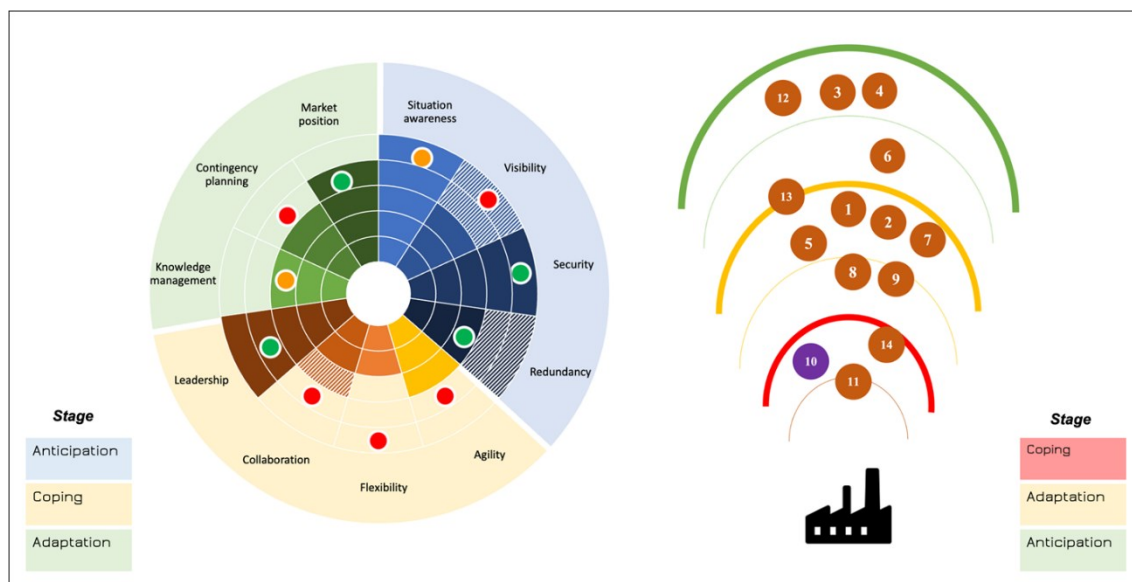 Market
position
Situation
awareness
Contingency
planning
Visibility
Knowledge
management
Security
Leadership
Redundancy
Collaboration
Agility
Flexibility
Stage
Anticipation
Coping
Adaptation
12
3
4
6
13
1
2
7
5
8
9
14
10
11
Stage
Coping
Adaptation
Anticipation